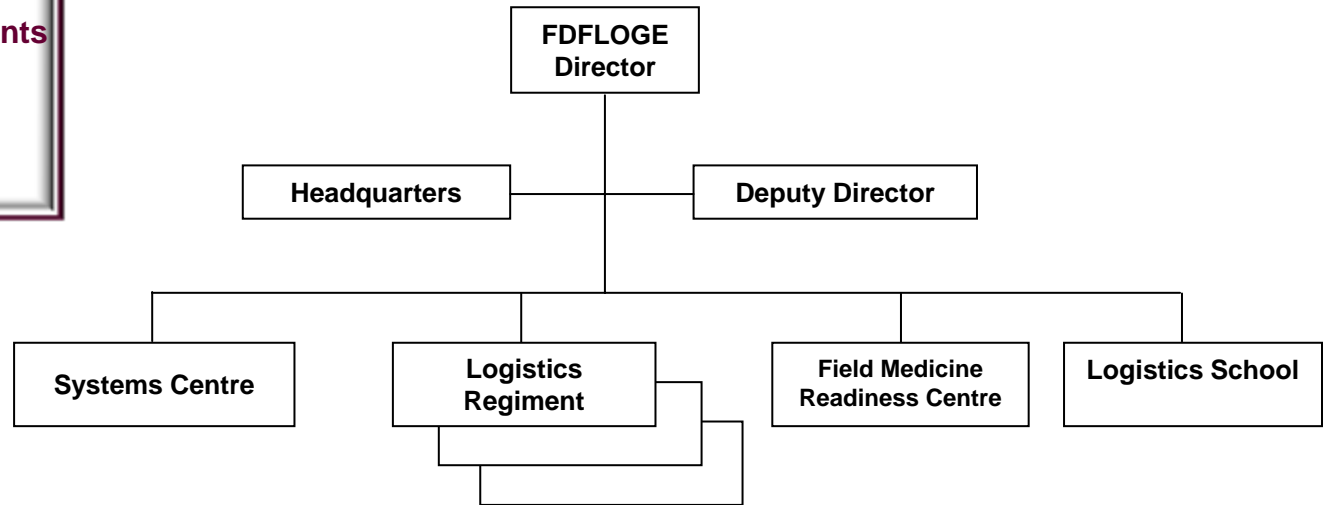 nts
FDFLOGE
Director
Headquarters
Deputy Director
Systems Centre
Logistics
Regiment
Field Medicine
Readiness Centre
Logistics School